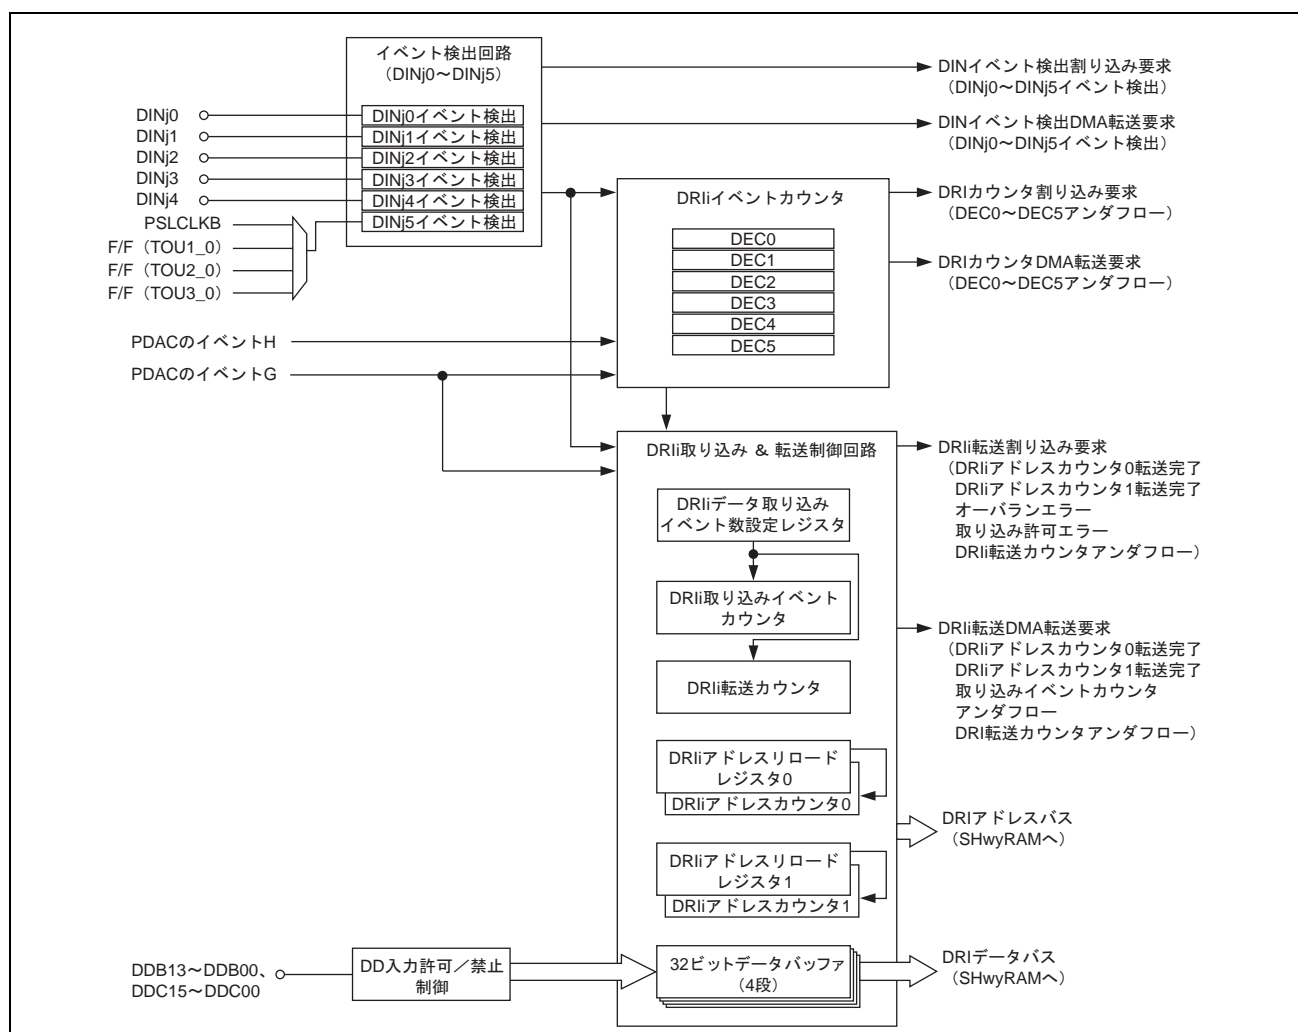 イベント検出回路
（DINj0～DINj5）
DINj0
DINj1
DINj2
DINj3
DINj4
PSLCLKB
F/F（TOU1_0）
F/F（TOU2_0）
F/F（TOU3_0）
DINj0イベント検出
DINj1イベント検出
DINj2イベント検出
DINj3イベント検出
DINj4イベント検出
DINj5イベント検出
DINイベント検出割り込み要求
（DINj0～DINj5イベント検出）
DINイベント検出DMA転送要求
（DINj0～DINj5イベント検出）
DRIiイベントカウンタ
DEC0
DEC1
DEC2
DEC3
DEC4
DEC5
DRIカウンタ割り込み要求
（DEC0～DEC5アンダフロー）
DRIカウンタDMA転送要求
（DEC0～DEC5アンダフロー）
PDACのイベントH
PDACのイベントG
DRIi取り込み ＆ 転送制御回路
DRIiデータ取り込み
イベント数設定レジスタ
DRIi取り込みイベント
カウンタ
DRIi転送カウンタ
DRIiアドレスリロード
レジスタ0
DRIiアドレスカウンタ0
DRIiアドレスリロード
レジスタ1
DRIiアドレスカウンタ1
32ビットデータバッファ
（4段）
DRIi転送割り込み要求
（DRIiアドレスカウンタ0転送完了
DRIiアドレスカウンタ1転送完了
オーバランエラー
取り込み許可エラー
DRIi転送カウンタアンダフロー）
DRIi転送DMA転送要求
（DRIiアドレスカウンタ0転送完了
DRIiアドレスカウンタ1転送完了
取り込みイベントカウンタ
アンダフロー
DRI転送カウンタアンダフロー）
DRIアドレスバス
（SHwyRAMへ）
DRIデータバス
（SHwyRAMへ）
DDB13～DDB00、
DDC15～DDC00
DD入力許可／禁止
制御